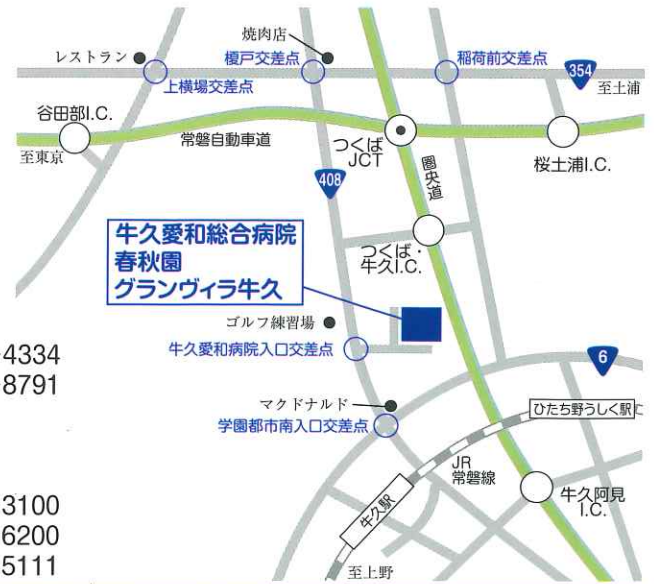 焼肉店
レストラン
榎戸交差点
稲荷前交差点
354
上横場交差点
至土浦
谷田部I.C.
至東京
常磐自動車道
つくば
JCT
圏央道
桜土浦I.C.
408
牛久愛和総合病院
春秋園
グランヴィラ牛久
つくば・
牛久I.C.
ゴルフ練習場
4334
牛久愛和病院入口交差点
8791
6
マクドナルド
ひたち野うしく駅
学園都市南入口交差点
JR
常磐線
3100
牛久阿見
I.C.
6200
牛久駅
5111
至上野